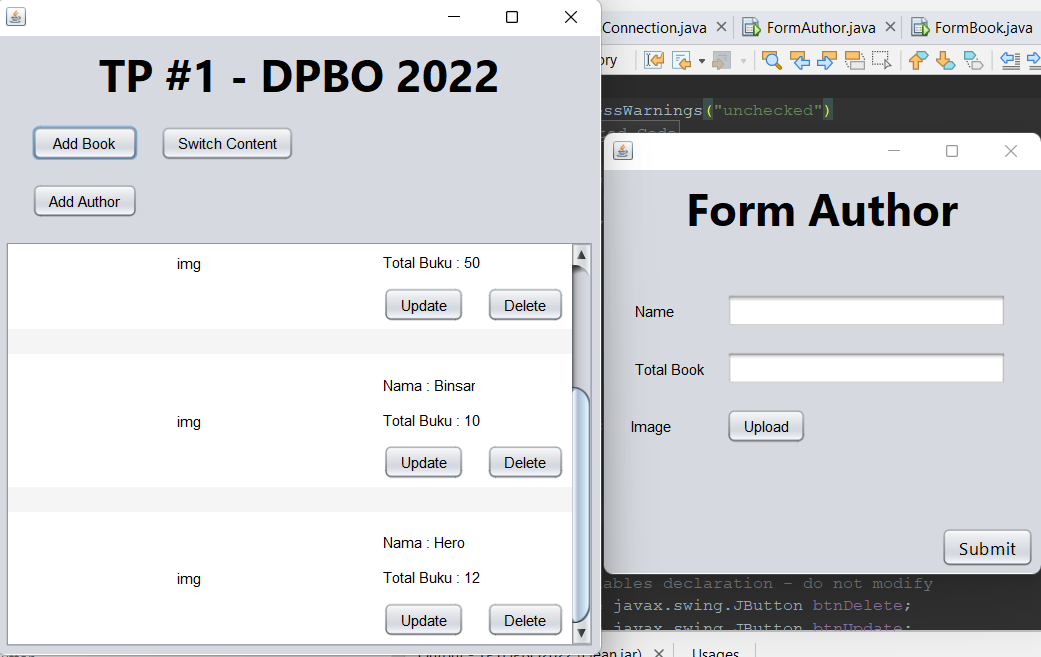 TP #1 - DPBO 2022
Add Book
Switch Content
Add Author
img
Total Buku : 50
Update
Delete
Nama : Binsar
img
Total Buku : 10
Update
Delete
Nama : Hero
img
Total Buku : 12
Update
Delete
Connection.java
FormAuthor.java
FormBook.java
ory
ssWarnings("unchecked")
Form Author
Name
Total Book
Image
Upload
Submit
ables declaration - do not modify
javax.swing.JButton btnDelete;
javax.swing.JButton btnUpdate;
Usages